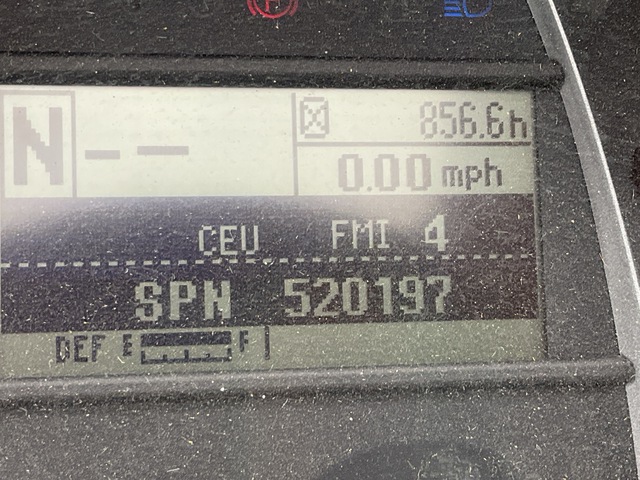 N -- 856.6h
0.00 mph
CEU FMI 4
SPN 520197
DEF E F